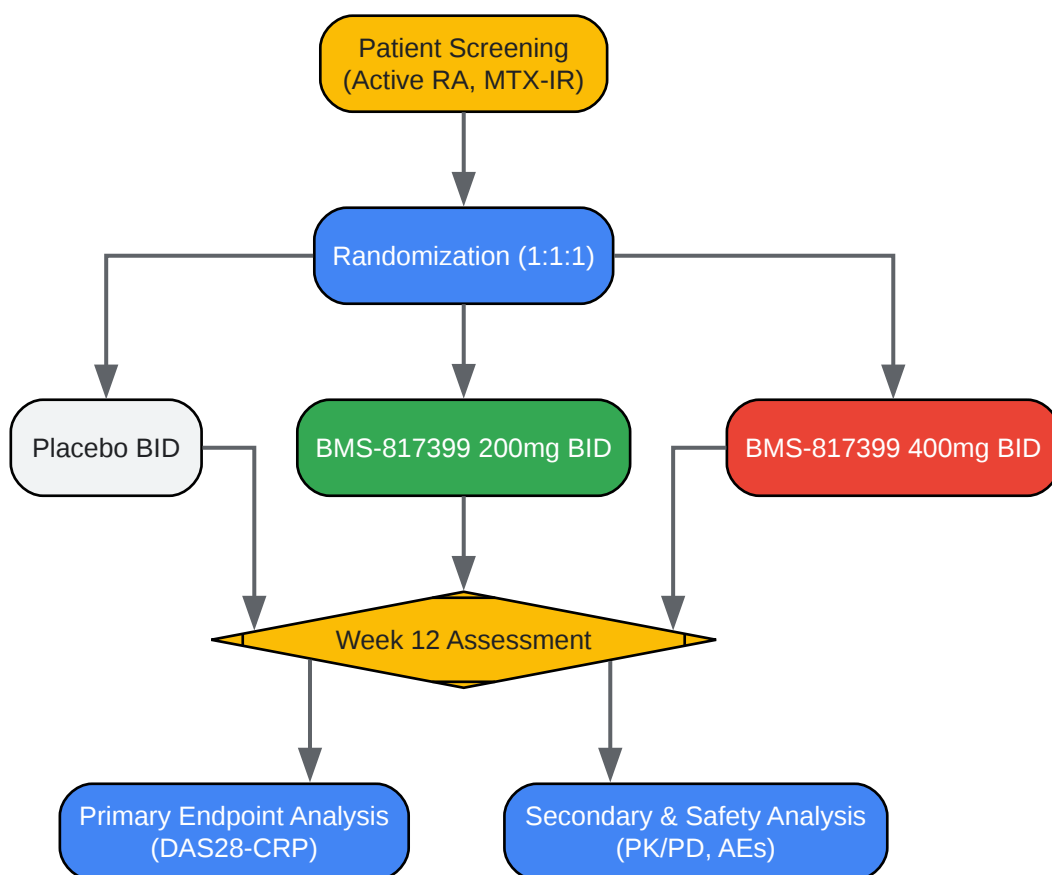 Patient Screening
(Active RA, MTX-IR)
Randomization (1:1:1)
Placebo BID
BMS-817399 200mg BID
BMS-817399 400mg BID
Week 12 Assessment
Primary Endpoint Analysis
(DAS28-CRP)
Secondary & Safety Analysis
(PK/PD, AEs)